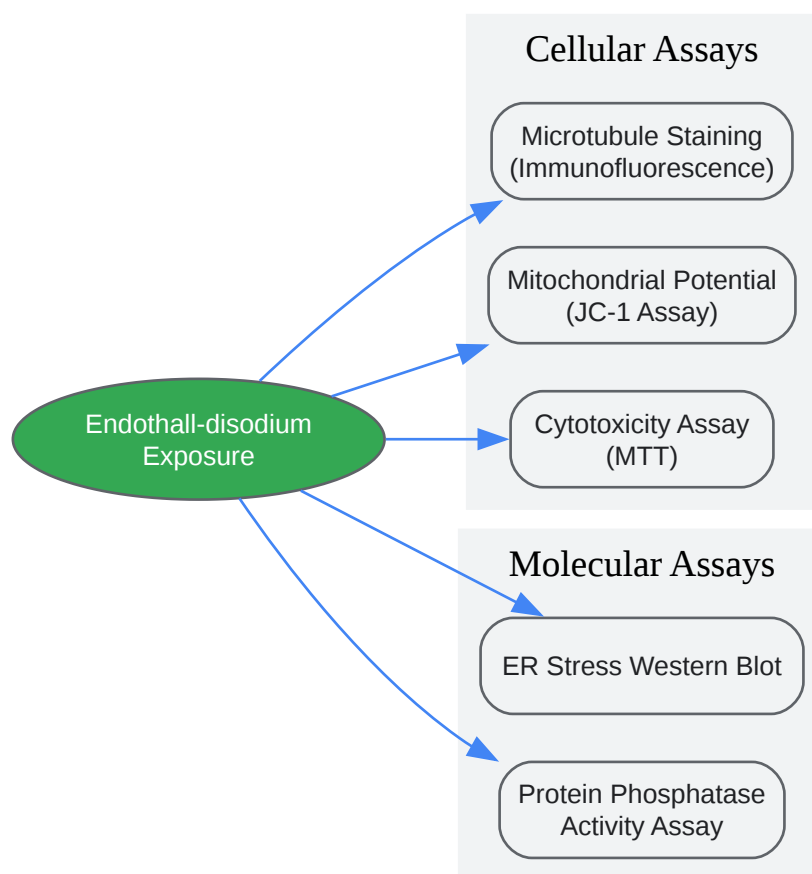 Cellular Assays
Microtubule Staining
(Immunofluorescence)
Mitochondrial Potential
(JC-1 Assay)
Cytotoxicity Assay
(MTT)
Endothall-disodium
Exposure
Molecular Assays
ER Stress Western Blot
Protein Phosphatase
Activity Assay